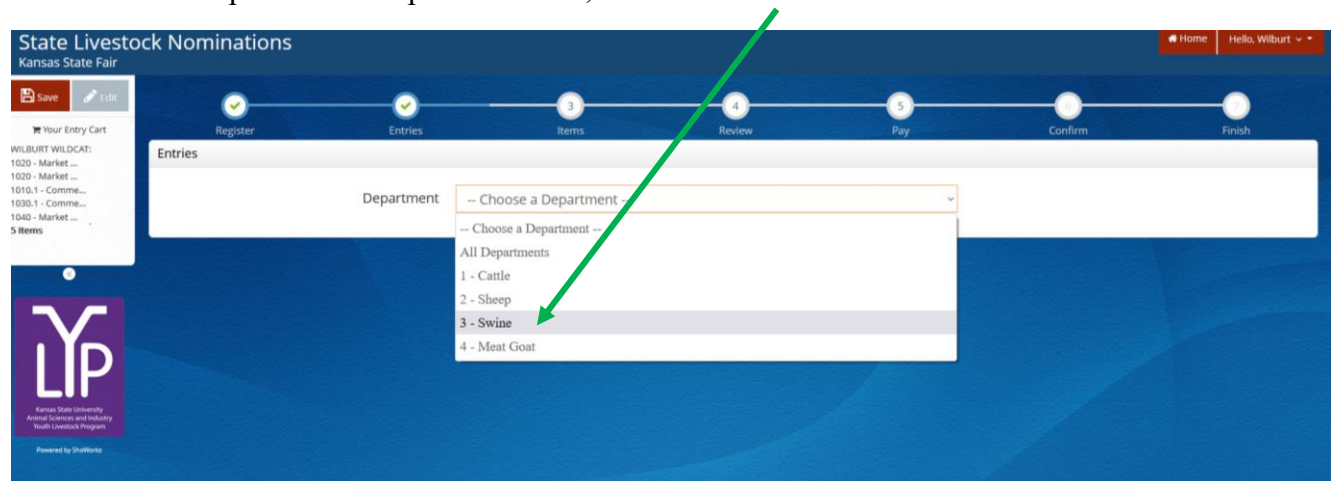 State Livestock Nominations
Kansas State Fair
Home
Hello, Wilburt
Save
Edit
Your Entry Cart
WILBURT WILDCAT:
1020 - Market ...
1020 - Market ...
1010.1 - Comme...
1030.1 - Comme...
1040 - Market ...
5 Items
Register
Entries
3
Items
4
Review
5
Pay
6
Confirm
7
Finish
Entries
Department
-- Choose a Department --
-- Choose a Department --
All Departments
1 - Cattle
2 - Sheep
3 - Swine
4 - Meat Goat
YLP
Kansas State University
Animal Sciences and Industry
Youth Livestock Program
Powered by ShoWorks